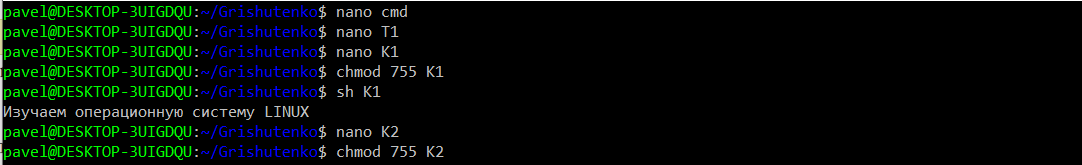 pavel@DESKTOP-3UIGDQU:~/Grishutenko$ nano cmd
pavel@DESKTOP-3UIGDQU:~/Grishutenko$ nano T1
pavel@DESKTOP-3UIGDQU:~/Grishutenko$ nano K1
pavel@DESKTOP-3UIGDQU:~/Grishutenko$ chmod 755 K1
pavel@DESKTOP-3UIGDQU:~/Grishutenko$ sh K1
Изучаем операционную систему LINUX
pavel@DESKTOP-3UIGDQU:~/Grishutenko$ nano K2
pavel@DESKTOP-3UIGDQU:~/Grishutenko$ chmod 755 K2